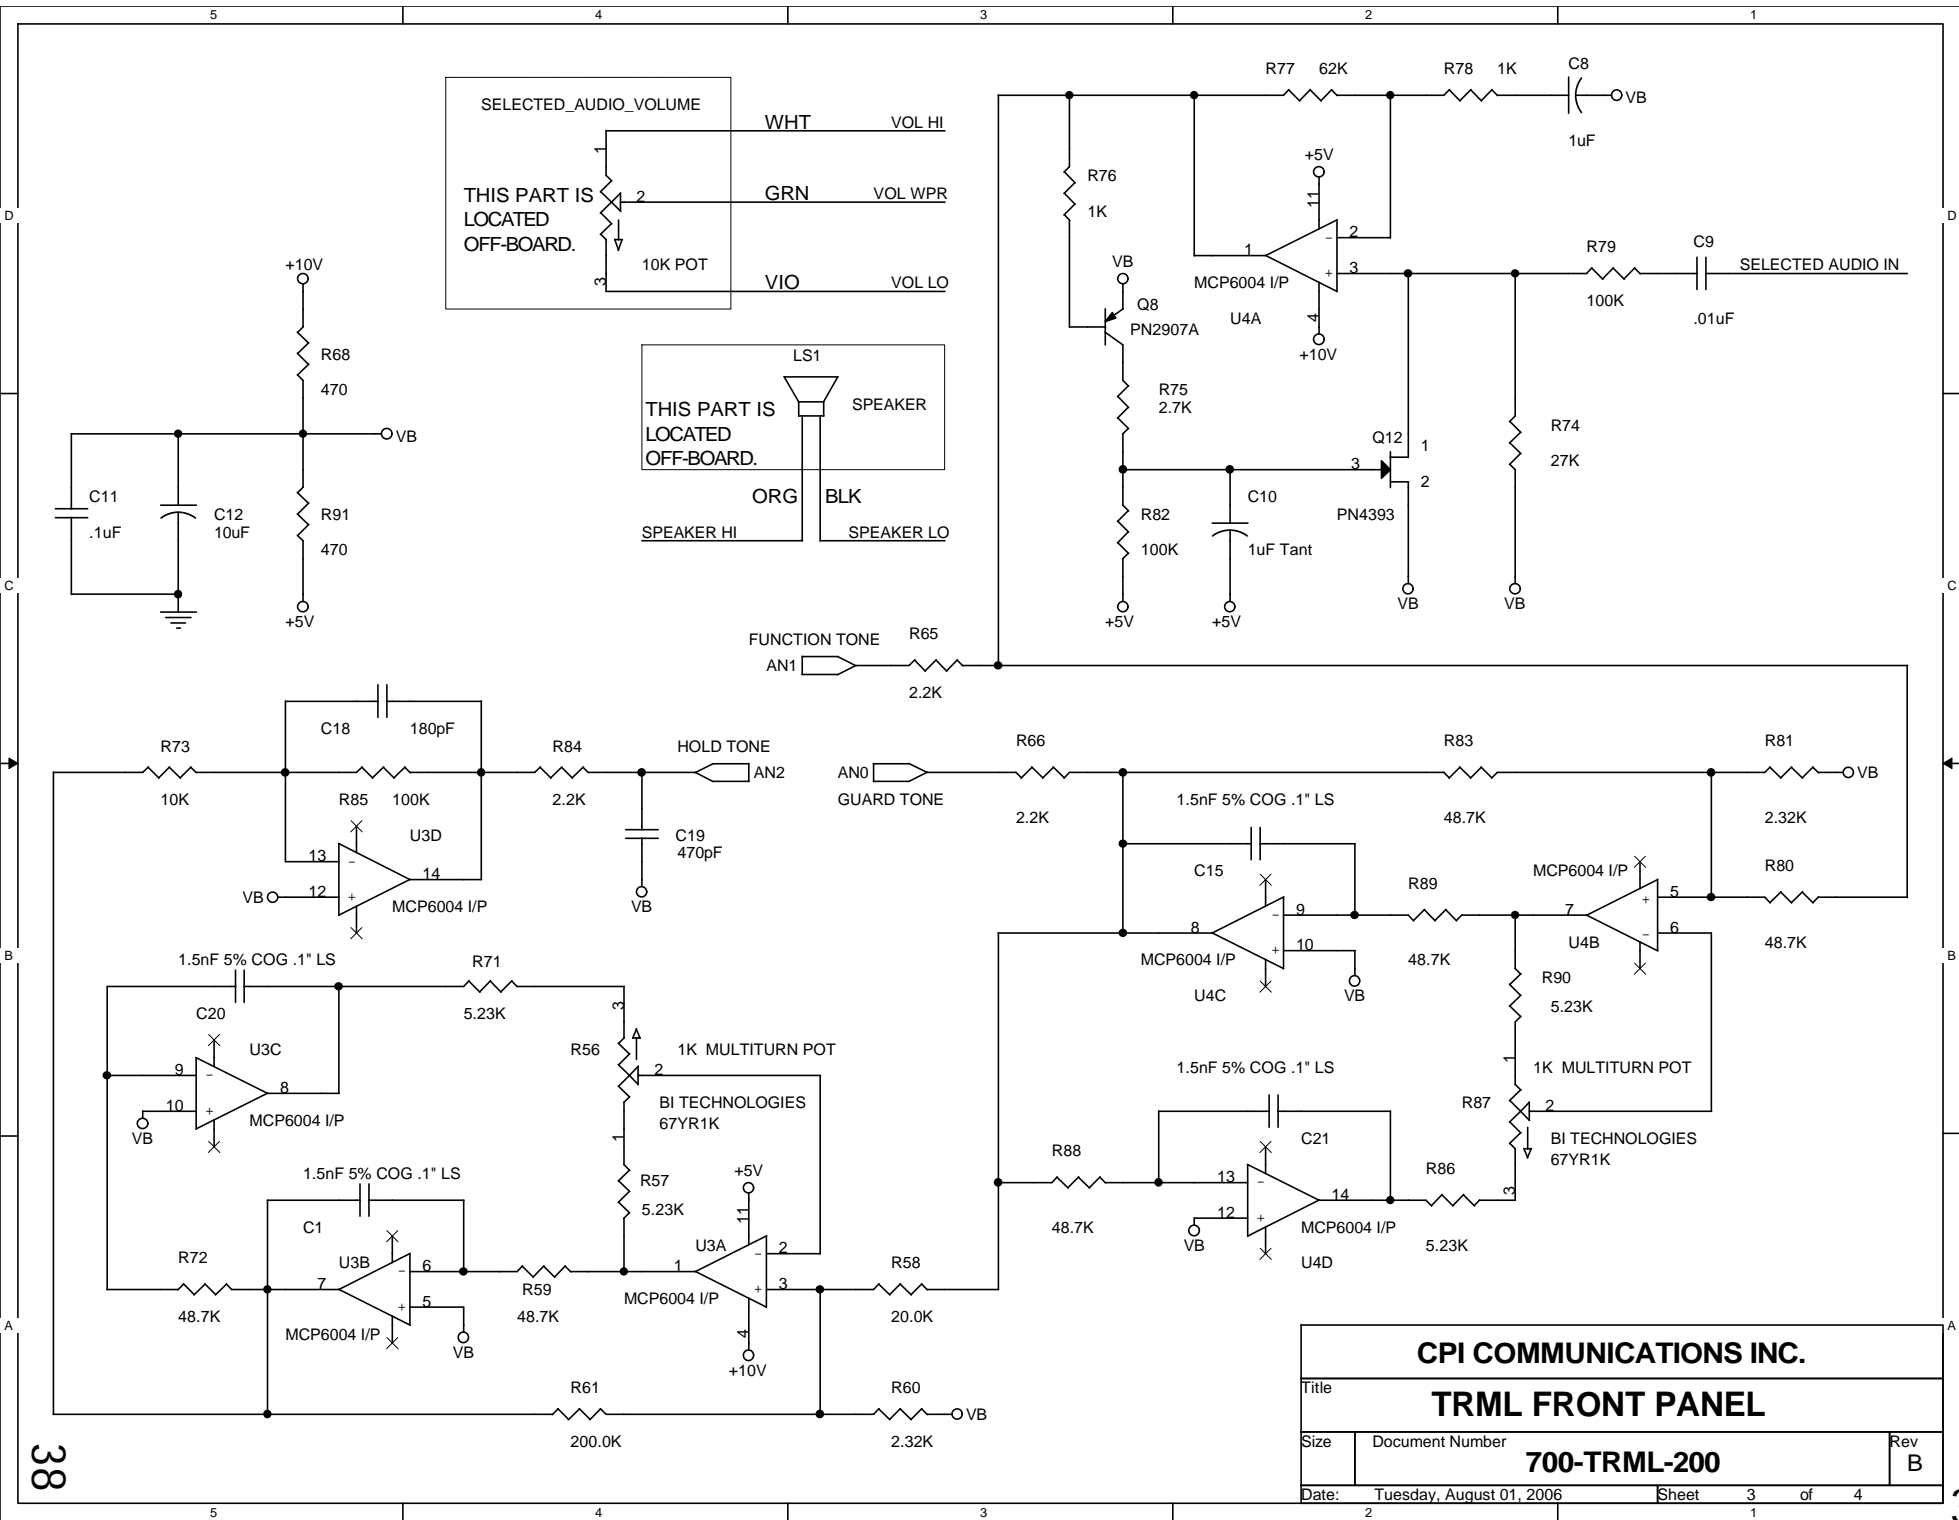 5 4 3 2 1
D
C
B
A
D
C
B
A
SELECTED_AUDIO_VOLUME
1
THIS PART IS
LOCATED
OFF-BOARD.
2
3
10K POT
WHT
VOL HI
GRN
VOL WPR
VIO
VOL LO
LS1
SPEAKER
THIS PART IS
LOCATED
OFF-BOARD.
ORG
BLK
SPEAKER HI
SPEAKER LO
+10V
R68
470
VB
C11
.1uF
C12
10uF
R91
470
+5V
R77 62K
R78 1K
C8
VB
1uF
R76
1K
+5V
11
2
1
3
MCP6004 I/P
U4A
4
+10V
R79
100K
C9
.01uF
SELECTED AUDIO IN
VB
Q8
PN2907A
R75
2.7K
R82
100K
C10
1uF Tant
+5V
+5V
Q12
3
1
2
PN4393
VB
R74
27K
VB
FUNCTION TONE
AN1
R65
2.2K
C18
180pF
R73
10K
R85
100K
R84
2.2K
HOLD TONE
AN2
U3D
13
14
12
VB
MCP6004 I/P
C19
470pF
VB
AN0
GUARD TONE
R66
2.2K
R83
48.7K
R81
2.32K
VB
1.5nF 5% COG .1" LS
C15
9
8
10
MCP6004 I/P
U4C
VB
R89
48.7K
MCP6004 I/P
5
7
6
U4B
R80
48.7K
R90
5.23K
1
1K MULTITURN POT
R87
2
BI TECHNOLOGIES
67YR1K
3
1.5nF 5% COG .1" LS
C21
R88
48.7K
13
14
12
VB
MCP6004 I/P
U4D
R86
5.23K
1.5nF 5% COG .1" LS
C20
R71
5.23K
U3C
9
8
10
VB
MCP6004 I/P
3
R56
1K MULTITURN POT
2
BI TECHNOLOGIES
67YR1K
1
R57
5.23K
1.5nF 5% COG .1" LS
C1
R72
48.7K
U3B
6
7
5
MCP6004 I/P
VB
R59
48.7K
+5V
11
U3A
2
1
3
MCP6004 I/P
4
+10V
R58
20.0K
R61
200.0K
R60
2.32K
VB
CPI COMMUNICATIONS INC.
Title
TRML FRONT PANEL
Size
Document Number
700-TRML-200
Rev
B
Date: Tuesday, August 01, 2006
Sheet 3 of 4
38
5 4 3 2 1